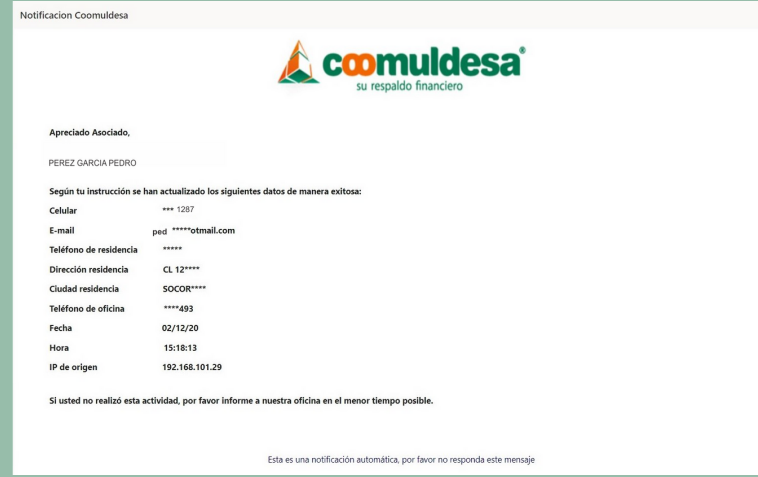 Notificacion Coomuldesa
coomuldesa®
su respaldo financiero
Apreciado Asociado,
PEREZ GARCIA PEDRO
Según tu instrucción se han actualizado los siguientes datos de manera exitosa:
Celular *** 1287
E-mail ped *****otmail.com
Teléfono de residencia *****
Dirección residencia CL 12****
Ciudad residencia SOCOR****
Teléfono de oficina ****493
Fecha 02/12/20
Hora 15:18:13
IP de origen 192.168.101.29
Si usted no realizó esta actividad, por favor informe a nuestra oficina en el menor tiempo posible.
Esta es una notificación automática, por favor no responda este mensaje